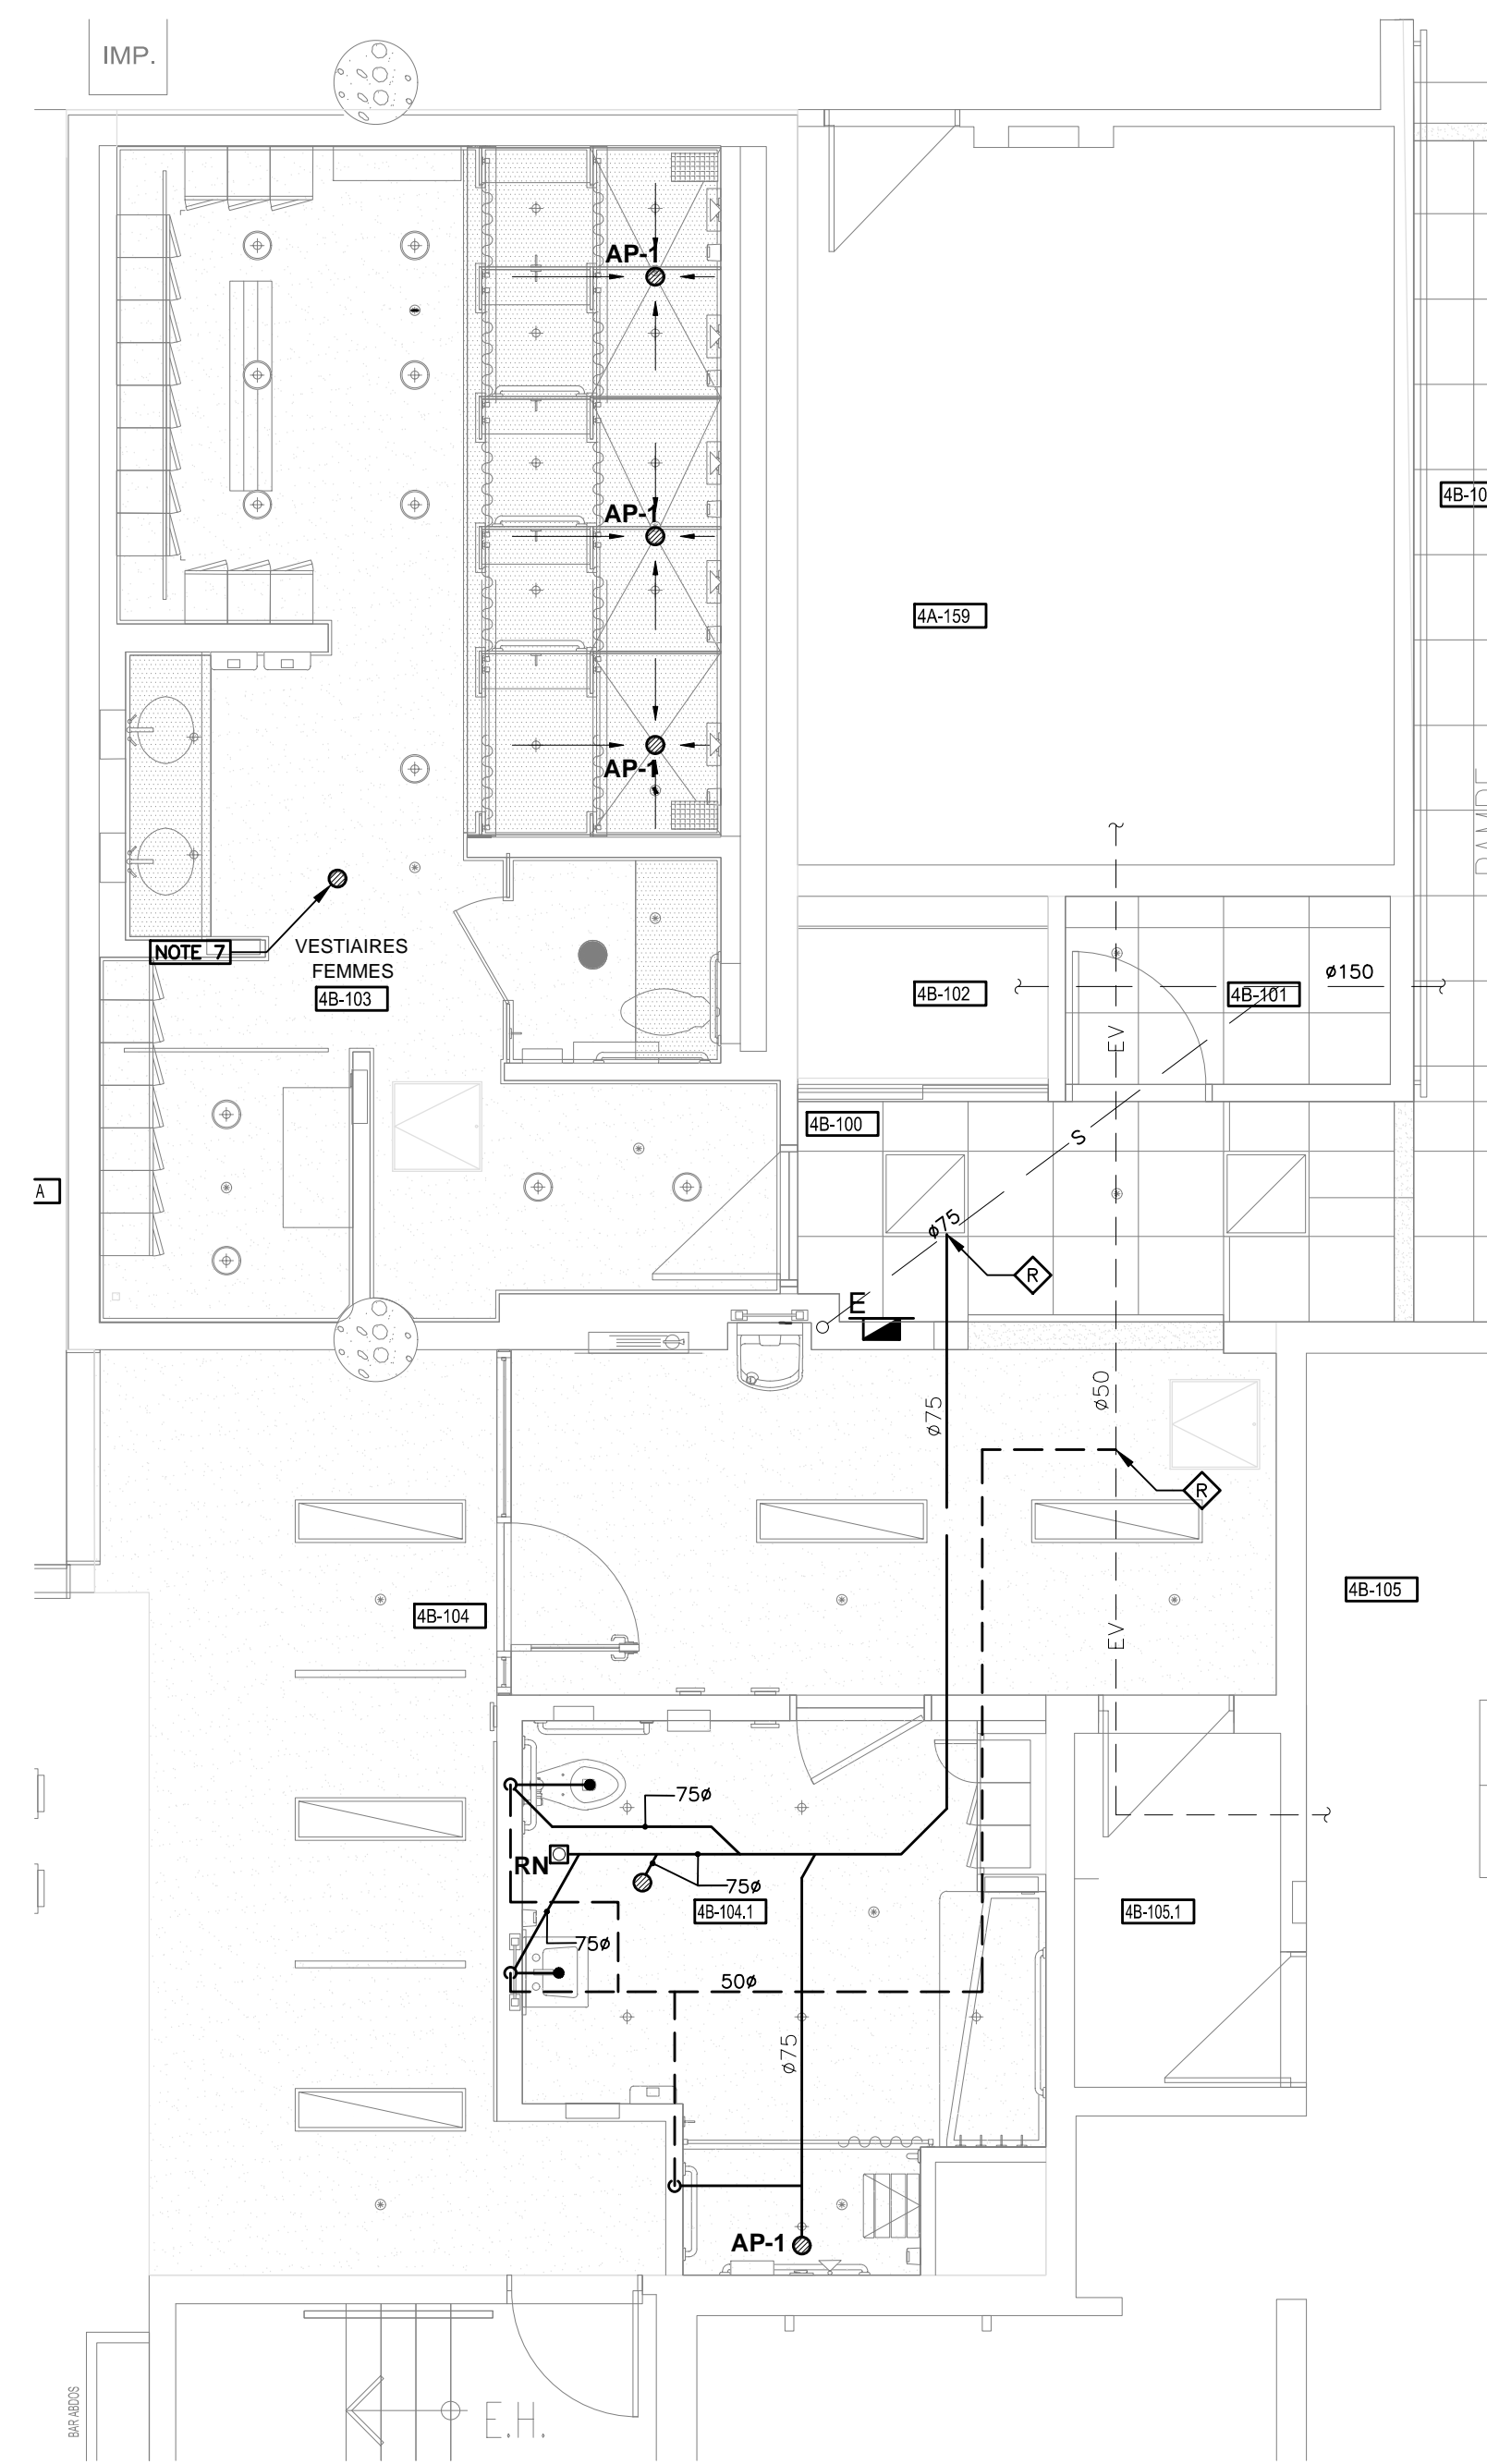 IMP.
AP-1
4B-10
AP-1
4A-159
AP-1
NOTE 7
VESTIAIRES
FEMMES
4B-103
4B-102
4B-101
ø150
EV
4B-100
S
A
ø75
R
E
ø75
ø50
R
4B-104
EV
4B-105
75ø
RN
75ø
4B-104.1
4B-105.1
75ø
50ø
ø75
AP-1
BAR ABDOS
E.H.